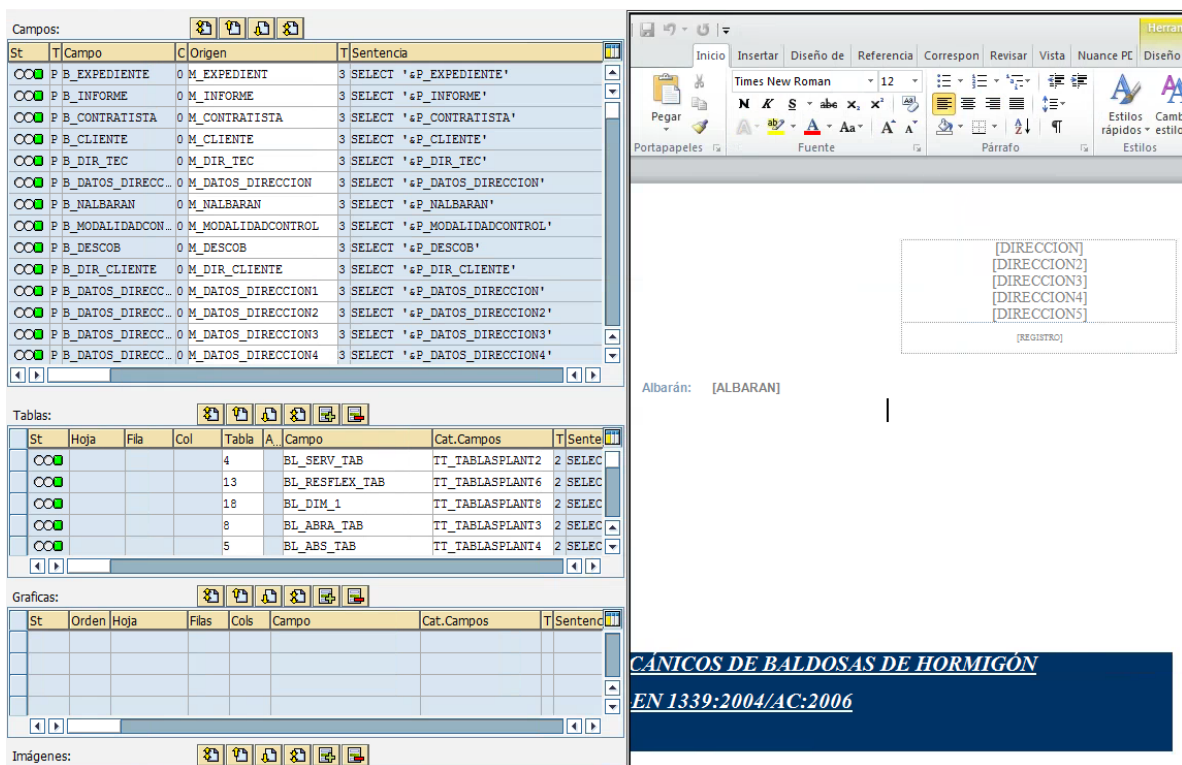 Campos:
St T Campo C Origen T Sentencia
P B_EXPEDIENTE 0 M_EXPEDIENT 3 SELECT '&P_EXPEDIENTE'
P B_INFORME 0 M_INFORME 3 SELECT '&P_INFORME'
P B_CONTRATISTA 0 M_CONTRATISTA 3 SELECT '&P_CONTRATISTA'
P B_CLIENTE 0 M_CLIENTE 3 SELECT '&P_CLIENTE'
P B_DIR_TEC 0 M_DIR_TEC 3 SELECT '&P_DIR_TEC'
P B_DATOS_DIRECC… 0 M_DATOS_DIRECCION 3 SELECT '&P_DATOS_DIRECCION'
P B_NALBARAN 0 M_NALBARAN 3 SELECT '&P_NALBARAN'
P B_MODALIDADCON… 0 M_MODALIDADCONTROL 3 SELECT '&P_MODALIDADCONTROL'
P B_DESCOB 0 M_DESCOB 3 SELECT '&P_DESCOB'
P B_DIR_CLIENTE 0 M_DIR_CLIENTE 3 SELECT '&P_DIR_CLIENTE'
P B_DATOS_DIRECC… 0 M_DATOS_DIRECCION1 3 SELECT '&P_DATOS_DIRECCION'
P B_DATOS_DIRECC… 0 M_DATOS_DIRECCION2 3 SELECT '&P_DATOS_DIRECCION2'
P B_DATOS_DIRECC… 0 M_DATOS_DIRECCION3 3 SELECT '&P_DATOS_DIRECCION3'
P B_DATOS_DIRECC… 0 M_DATOS_DIRECCION4 3 SELECT '&P_DATOS_DIRECCION4'
Tablas:
St Hoja Fila Col Tabla A.. Campo Cat.Campos T Sente
4 BL_SERV_TAB TT_TABLASPLANT2 2 SELEC
13 BL_RESFLEX_TAB TT_TABLASPLANT6 2 SELEC
18 BL_DIM_1 TT_TABLASPLANT8 2 SELEC
8 BL_ABRA_TAB TT_TABLASPLANT3 2 SELEC
5 BL_ABS_TAB TT_TABLASPLANT4 2 SELEC
Graficas:
St Orden Hoja Filas Cols Campo Cat.Campos T Sentenc
Imágenes:
Herran
Inicio Insertar Diseño de Referencia Correspon Revisar Vista Nuance PE Diseño
Times New Roman 12
Pegar
N K S abc x₂ x² Aa A A
Estilos rápidos
Camb estilo
Portapapeles Fuente Párrafo Estilos
[DIRECCION]
[DIRECCION2]
[DIRECCION3]
[DIRECCION4]
[DIRECCION5]
[REGISTRO]
Albarán: [ALBARAN]
CÁNICOS DE BALDOSAS DE HORMIGÓN
EN 1339:2004/AC:2006